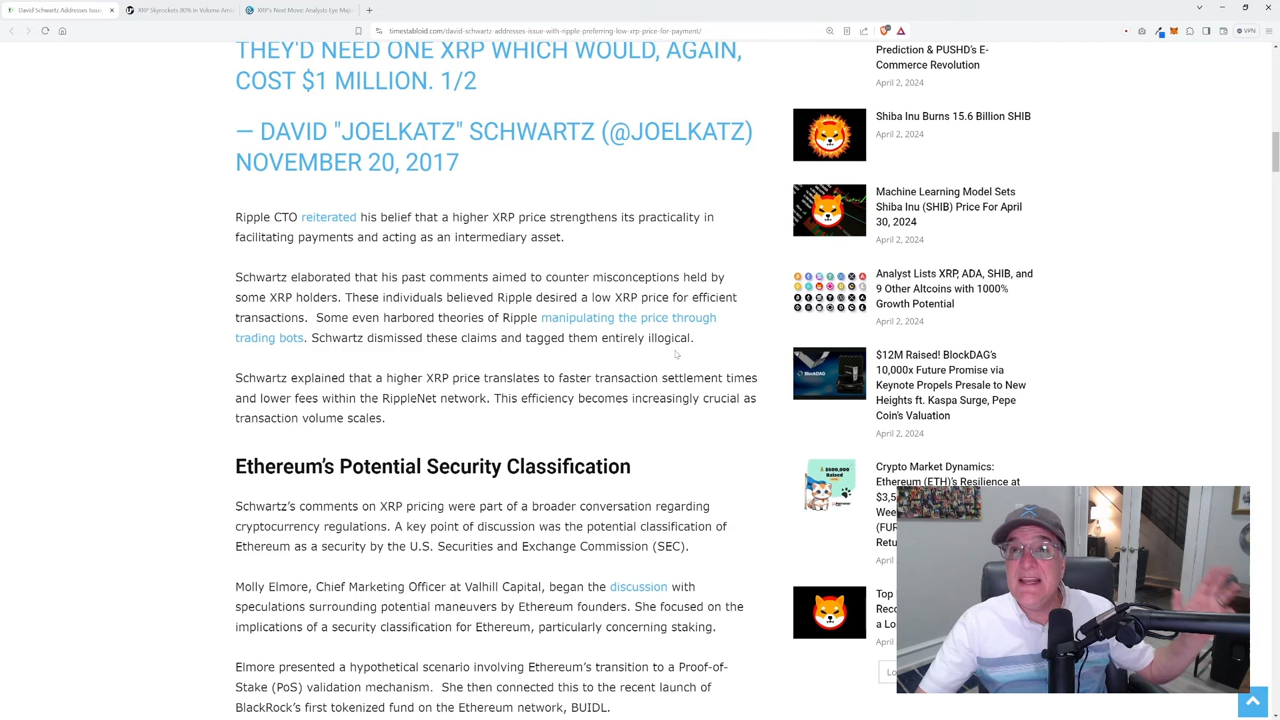 David Schwartz Addresses Issue
XRP Skyrockets 80% in Volume Ami
XRP's Next Move: Analysts Eye Maj
timestabloid.com/david-schwartz-addresses-issue-with-ripple-preferring-low-xrp-price-for-payment/
VPN
THEY'D NEED ONE XRP WHICH WOULD, AGAIN,
COST $1 MILLION. 1/2
— DAVID "JOELKATZ" SCHWARTZ (@JOELKATZ)
NOVEMBER 20, 2017
Ripple CTO reiterated his belief that a higher XRP price strengthens its practicality in
facilitating payments and acting as an intermediary asset.
Schwartz elaborated that his past comments aimed to counter misconceptions held by
some XRP holders. These individuals believed Ripple desired a low XRP price for efficient
transactions. Some even harbored theories of Ripple manipulating the price through
trading bots. Schwartz dismissed these claims and tagged them entirely illogical.
Schwartz explained that a higher XRP price translates to faster transaction settlement times
and lower fees within the RippleNet network. This efficiency becomes increasingly crucial as
transaction volume scales.
Ethereum's Potential Security Classification
Schwartz's comments on XRP pricing were part of a broader conversation regarding
cryptocurrency regulations. A key point of discussion was the potential classification of
Ethereum as a security by the U.S. Securities and Exchange Commission (SEC).
Molly Elmore, Chief Marketing Officer at Valhill Capital, began the discussion with
speculations surrounding potential maneuvers by Ethereum founders. She focused on the
implications of a security classification for Ethereum, particularly concerning staking.
Elmore presented a hypothetical scenario involving Ethereum's transition to a Proof-of-
Stake (PoS) validation mechanism. She then connected this to the recent launch of
BlackRock's first tokenized fund on the Ethereum network, BUIDL.
Prediction & PUSHD's E-
Commerce Revolution
April 2, 2024
Shiba Inu Burns 15.6 Billion SHIB
April 2, 2024
Machine Learning Model Sets
Shiba Inu (SHIB) Price For April
30, 2024
April 2, 2024
Analyst Lists XRP, ADA, SHIB, and
9 Other Altcoins with 1000%
Growth Potential
April 2, 2024
BlockDAG
$12M Raised! BlockDAG's
10,000x Future Promise via
Keynote Propels Presale to New
Heights ft. Kaspa Surge, Pepe
Coin's Valuation
April 2, 2024
$600,000
Raised
Crypto Market Dynamics:
Ethereum (ETH)'s Resilience at
$3,5
Wee
(FUR
Retu
April
Top
Reco
a Lo
April
Lo